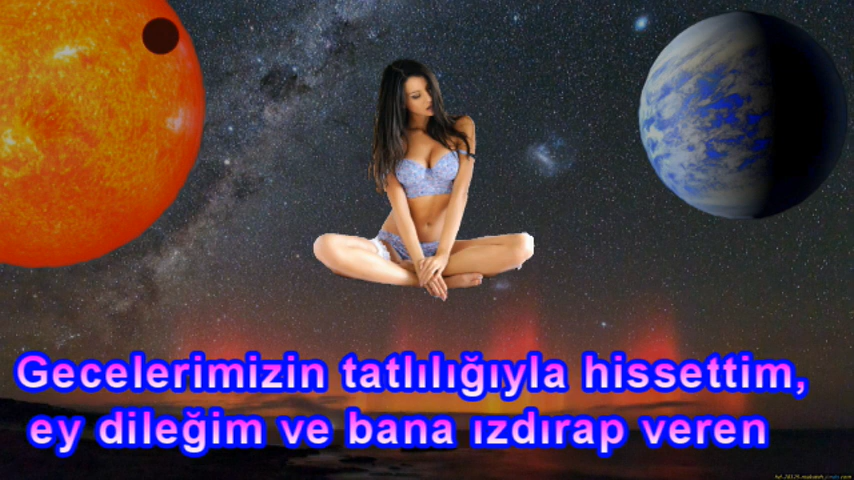 Gecelerimizin tatlılığıyla hissettim,
ey dileğim ve bana ızdırap veren